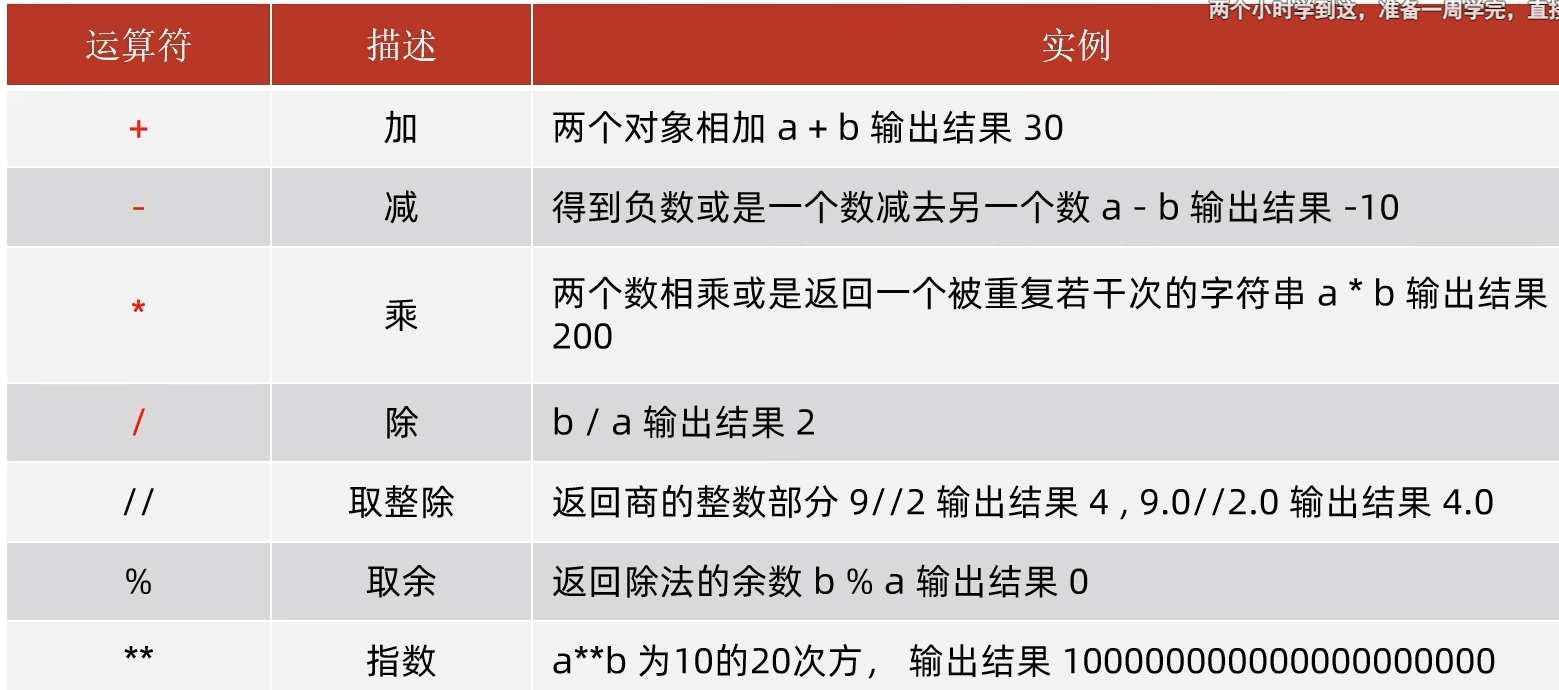 两个小时学到这，准备一周学完，直接
运算符 描述 实例
+ 加 两个对象相加 a + b 输出结果 30
- 减 得到负数或是一个数减去另一个数 a - b 输出结果 -10
* 乘 两个数相乘或是返回一个被重复若干次的字符串 a * b 输出结果
200
/ 除 b / a 输出结果 2
// 取整除 返回商的整数部分 9//2 输出结果 4 , 9.0//2.0 输出结果 4.0
% 取余 返回除法的余数 b % a 输出结果 0
** 指数 a**b 为10的20次方， 输出结果 100000000000000000000